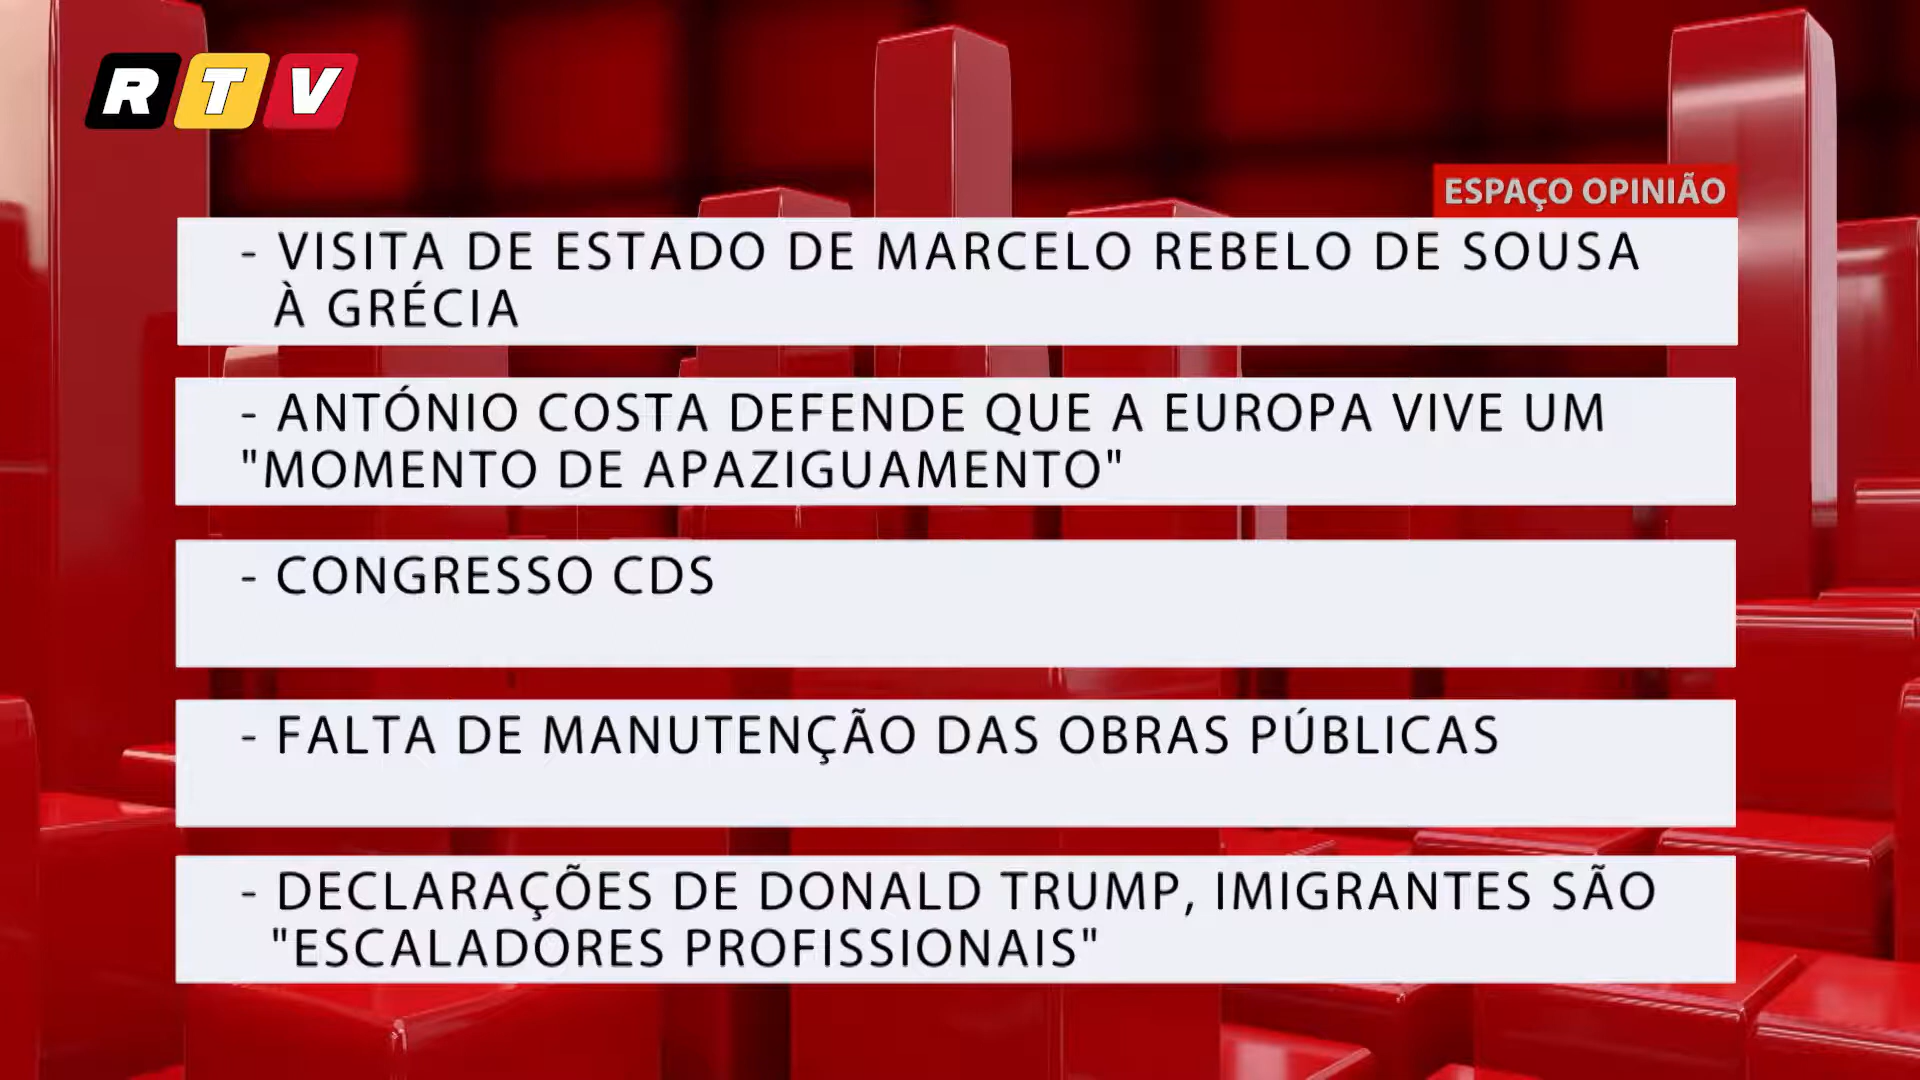 RTV
ESPAÇO OPINIÃO
- VISITA DE ESTADO DE MARCELO REBELO DE SOUSA
À GRÉCIA
- ANTÓNIO COSTA DEFENDE QUE A EUROPA VIVE UM
"MOMENTO DE APAZIGUAMENTO"
- CONGRESSO CDS
- FALTA DE MANUTENÇÃO DAS OBRAS PÚBLICAS
- DECLARAÇÕES DE DONALD TRUMP, IMIGRANTES SÃO
"ESCALADORES PROFISSIONAIS"